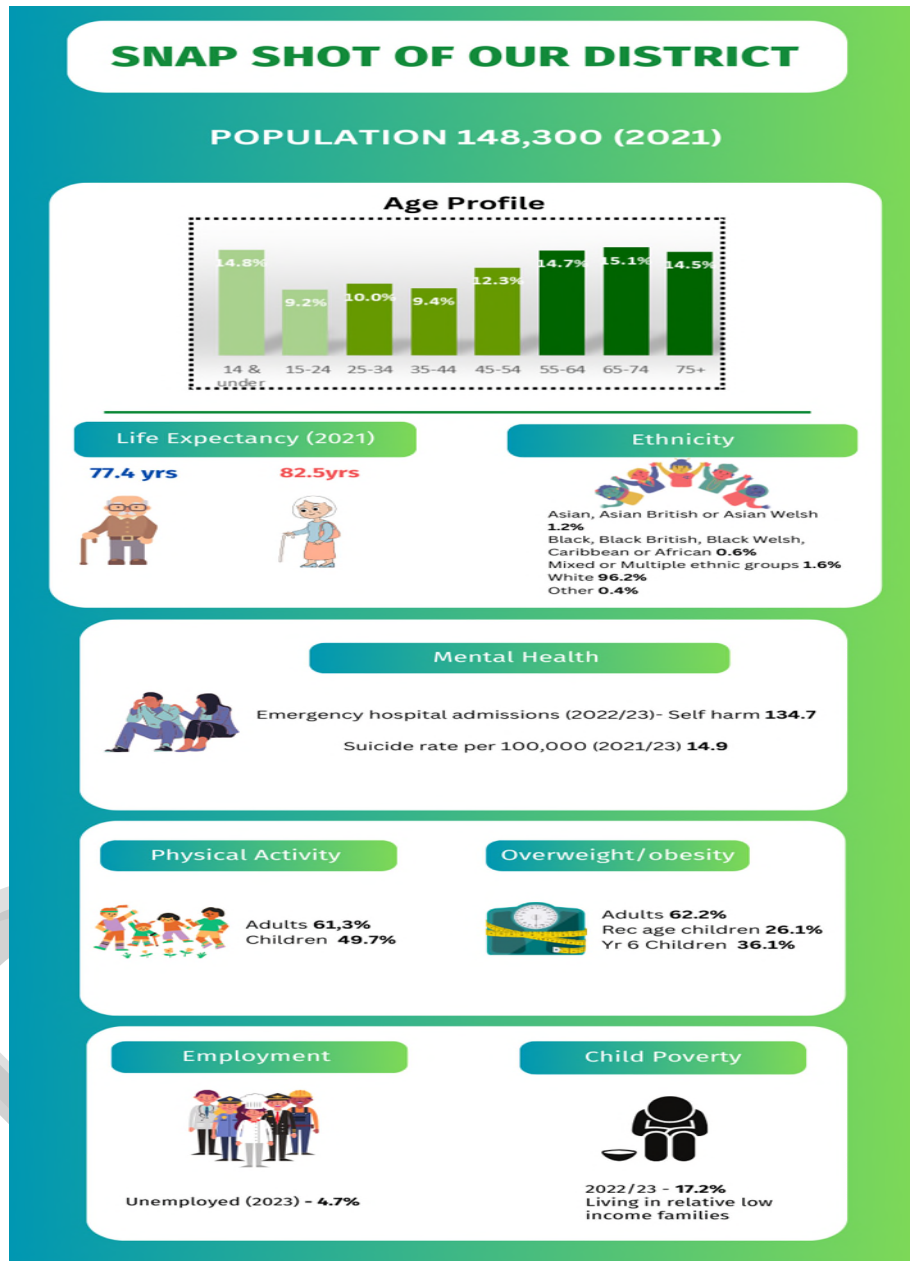 SNAP SHOT OF OUR DISTRICT
POPULATION 148,300 (2021)
Age Profile
14.8%
9.2%
10.0%
9.4%
12.3%
14.7%
15.1%
14.5%
14 & under
15-24
25-34
35-44
45-54
55-64
65-74
75+
Life Expectancy (2021)
77.4 yrs
82.5yrs
Ethnicity
Asian, Asian British or Asian Welsh
1.2%
Black, Black British, Black Welsh,
Caribbean or African 0.6%
Mixed or Multiple ethnic groups 1.6%
White 96.2%
Other 0.4%
Mental Health
Emergency hospital admissions (2022/23)- Self harm 134.7
Suicide rate per 100,000 (2021/23) 14.9
Physical Activity
Adults 61,3%
Children 49.7%
Overweight/obesity
Adults 62.2%
Rec age children 26.1%
Yr 6 Children 36.1%
Employment
Unemployed (2023) - 4.7%
Child Poverty
2022/23 - 17.2%
Living in relative low
income families